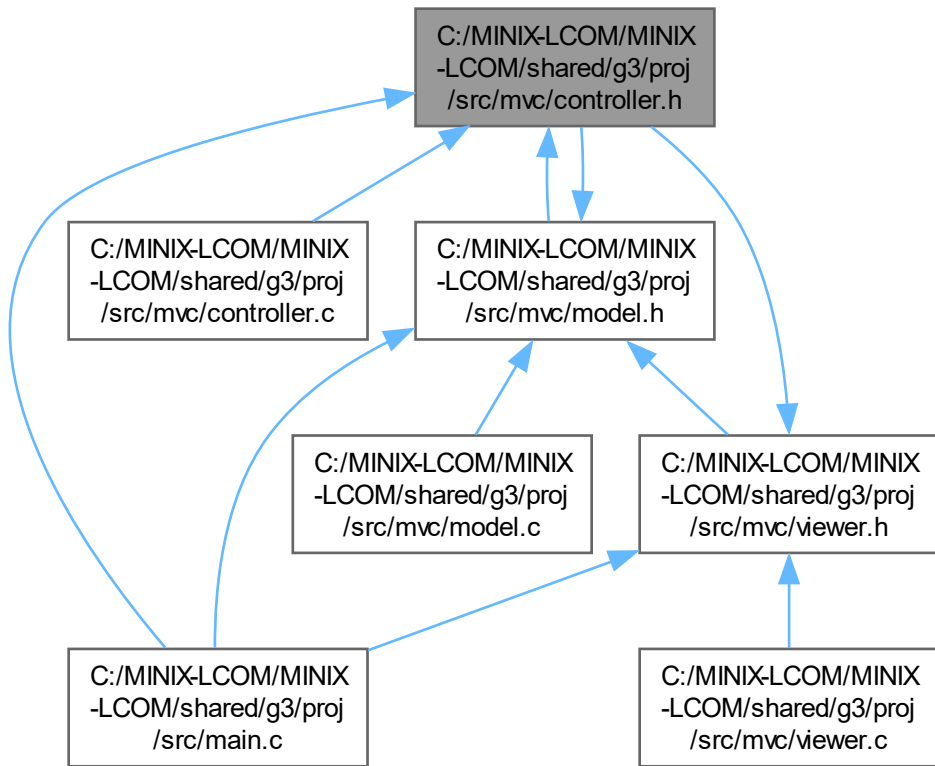 C:/MINIX-LCOM/MINIX
-LCOM/shared/g3/proj
/src/mvc/controller.h
C:/MINIX-LCOM/MINIX
-LCOM/shared/g3/proj
/src/mvc/controller.c
C:/MINIX-LCOM/MINIX
-LCOM/shared/g3/proj
/src/mvc/model.h
C:/MINIX-LCOM/MINIX
-LCOM/shared/g3/proj
/src/mvc/model.c
C:/MINIX-LCOM/MINIX
-LCOM/shared/g3/proj
/src/mvc/viewer.h
C:/MINIX-LCOM/MINIX
-LCOM/shared/g3/proj
/src/main.c
C:/MINIX-LCOM/MINIX
-LCOM/shared/g3/proj
/src/mvc/viewer.c